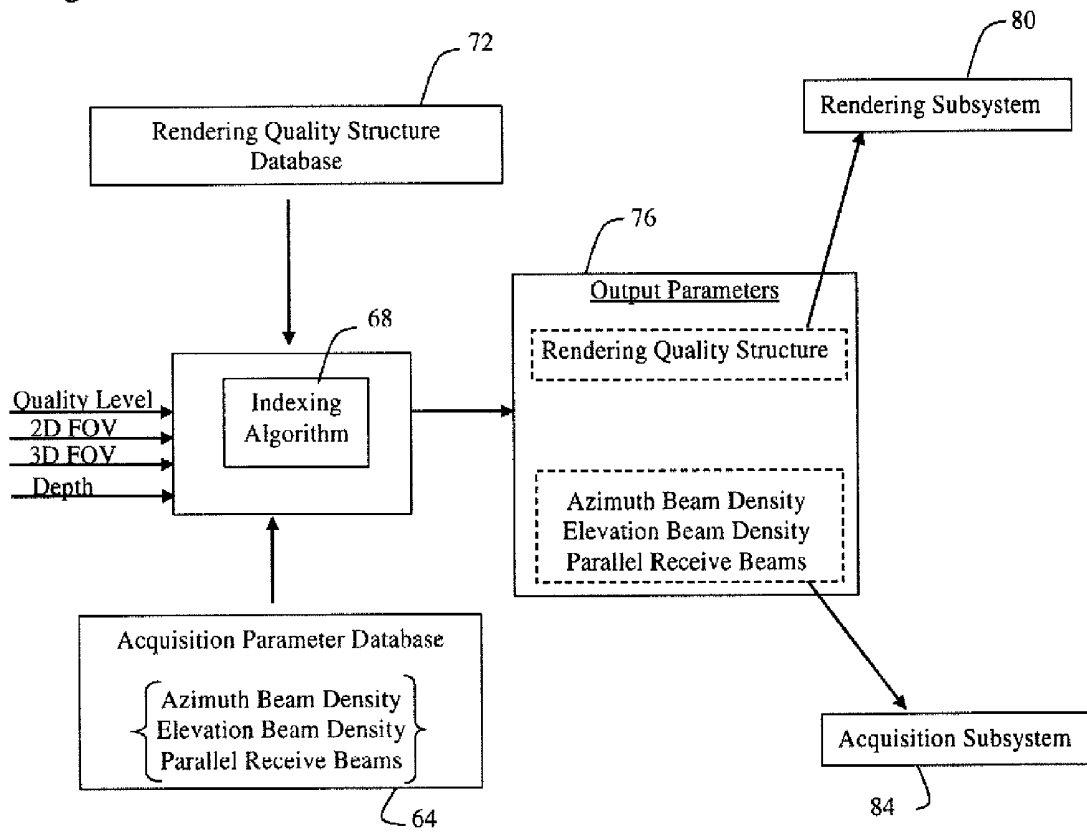 72
80
Rendering Quality Structure
Database
Rendering Subsystem
76
Output Parameters
Rendering Quality Structure
68
Indexing
Algorithm
Quality Level
2D FOV
3D FOV
Depth
Azimuth Beam Density
Elevation Beam Density
Parallel Receive Beams
Acquisition Parameter Database
Azimuth Beam Density
Elevation Beam Density
Parallel Receive Beams
64
Acquisition Subsystem
84